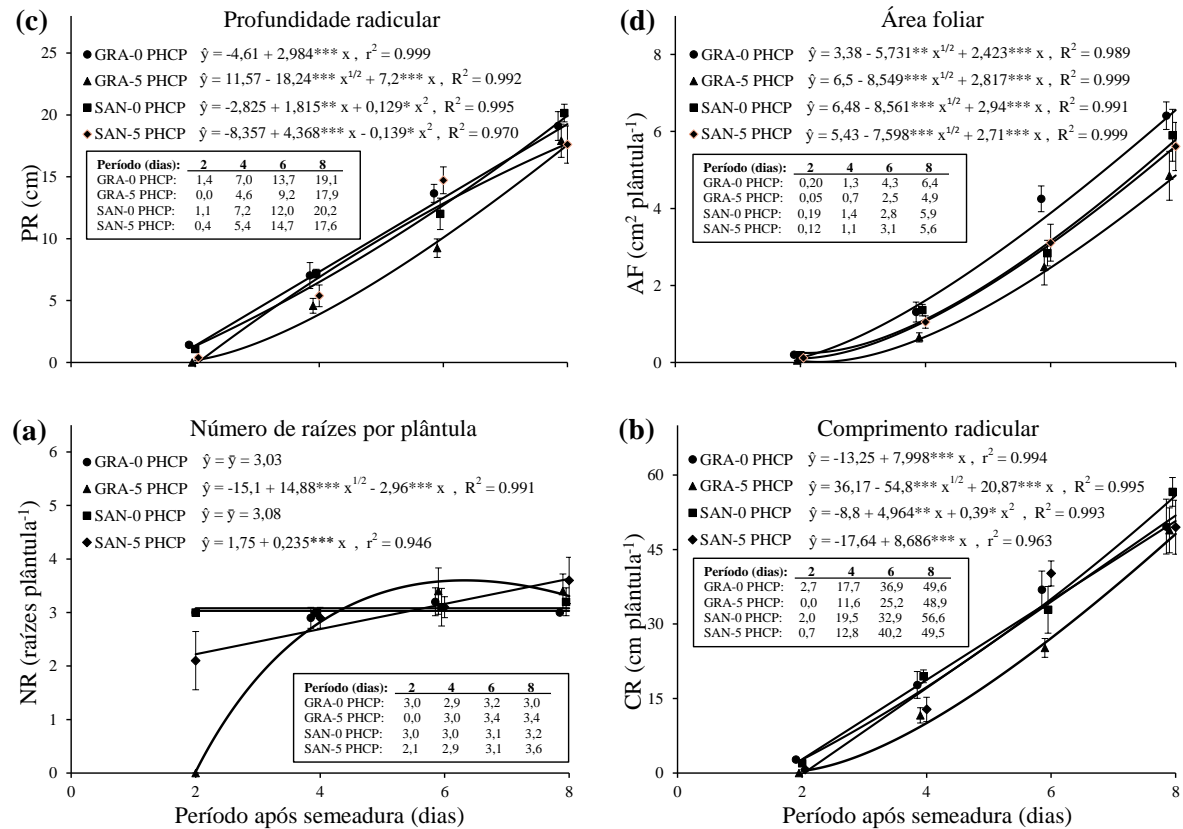 (c) Profundidade radicular
● GRA-0 PHCP ŷ = -4,61 + 2,984*** x , r² = 0.999
▲ GRA-5 PHCP ŷ = 11,57 - 18,24*** x¹ᐟ² + 7,2*** x , R² = 0.992
■ SAN-0 PHCP ŷ = -2,825 + 1,815** x + 0,129* x² , R² = 0.995
◆ SAN-5 PHCP ŷ = -8,357 + 4,368*** x - 0,139* x² , R² = 0.970
Período (dias): 2 4 6 8
GRA-0 PHCP: 1,4 7,0 13,7 19,1
GRA-5 PHCP: 0,0 4,6 9,2 17,9
SAN-0 PHCP: 1,1 7,2 12,0 20,2
SAN-5 PHCP: 0,4 5,4 14,7 17,6
PR (cm)
25
20
15
10
5
0
0 2 4 6 8
(d) Área foliar
● GRA-0 PHCP ŷ = 3,38 - 5,731** x¹ᐟ² + 2,423*** x , R² = 0.989
▲ GRA-5 PHCP ŷ = 6,5 - 8,549*** x¹ᐟ² + 2,817*** x , R² = 0.999
■ SAN-0 PHCP ŷ = 6,48 - 8,561*** x¹ᐟ² + 2,94*** x , R² = 0.991
◆ SAN-5 PHCP ŷ = 5,43 - 7,598*** x¹ᐟ² + 2,71*** x , R² = 0.999
Período (dias): 2 4 6 8
GRA-0 PHCP: 0,20 1,3 4,3 6,4
GRA-5 PHCP: 0,05 0,7 2,5 4,9
SAN-0 PHCP: 0,19 1,4 2,8 5,9
SAN-5 PHCP: 0,12 1,1 3,1 5,6
AF (cm² plântula⁻¹)
8
6
4
2
0
0 2 4 6 8
(a) Número de raízes por plântula
● GRA-0 PHCP ŷ = ȳ = 3,03
▲ GRA-5 PHCP ŷ = -15,1 + 14,88*** x¹ᐟ² - 2,96*** x , R² = 0.991
■ SAN-0 PHCP ŷ = ȳ = 3,08
◆ SAN-5 PHCP ŷ = 1,75 + 0,235*** x , r² = 0.946
Período (dias): 2 4 6 8
GRA-0 PHCP: 3,0 2,9 3,2 3,0
GRA-5 PHCP: 0,0 3,0 3,4 3,4
SAN-0 PHCP: 3,0 3,0 3,1 3,2
SAN-5 PHCP: 2,1 2,9 3,1 3,6
NR (raízes plântula⁻¹)
6
5
4
3
2
1
0
0 2 4 6 8
Período após semeadura (dias)
(b) Comprimento radicular
● GRA-0 PHCP ŷ = -13,25 + 7,998*** x , r² = 0.994
▲ GRA-5 PHCP ŷ = 36,17 - 54,8*** x¹ᐟ² + 20,87*** x , R² = 0.995
■ SAN-0 PHCP ŷ = -8,8 + 4,964** x + 0,39* x² , R² = 0.993
◆ SAN-5 PHCP ŷ = -17,64 + 8,686*** x , r² = 0.963
Período (dias): 2 4 6 8
GRA-0 PHCP: 2,7 17,7 36,9 49,6
GRA-5 PHCP: 0,0 11,6 25,2 48,9
SAN-0 PHCP: 2,0 19,5 32,9 56,6
SAN-5 PHCP: 0,7 12,8 40,2 49,5
CR (cm plântula⁻¹)
60
45
30
15
0
0 2 4 6 8
Período após semeadura (dias)